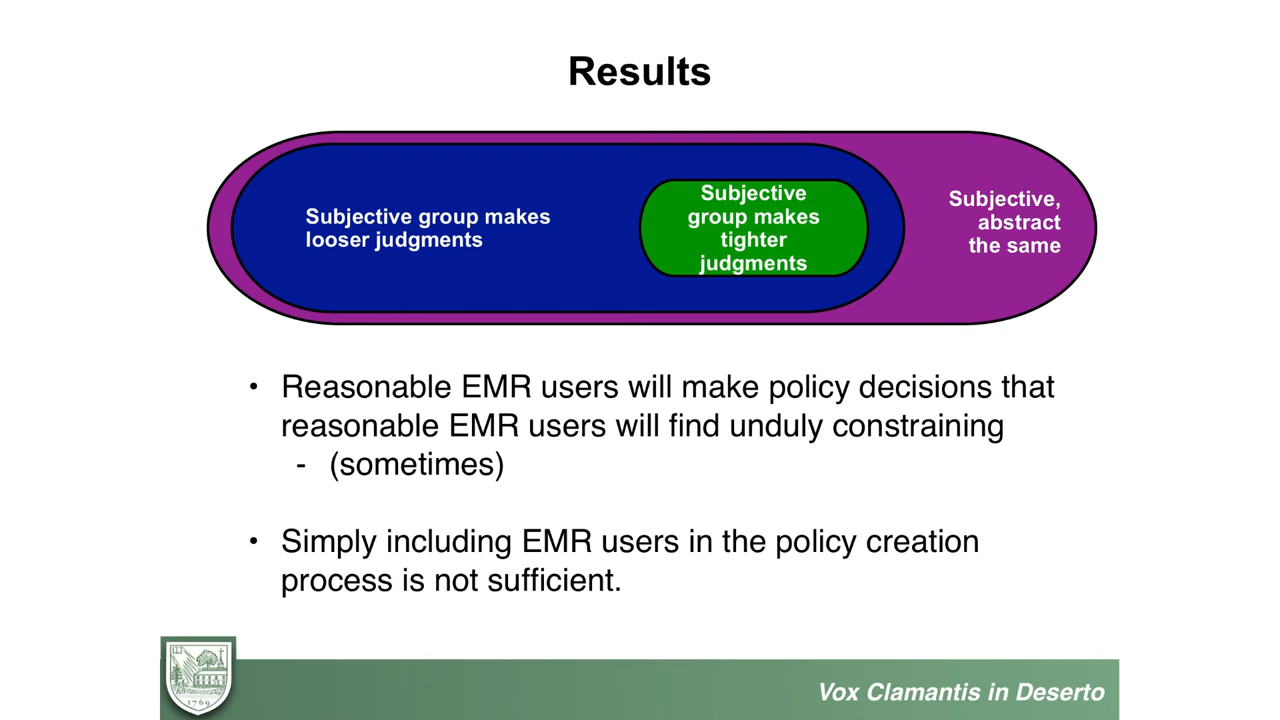 Results
Subjective group makes
looser judgments
Subjective
group makes
tighter
judgments
Subjective,
abstract
the same
• Reasonable EMR users will make policy decisions that
reasonable EMR users will find unduly constraining
- (sometimes)
• Simply including EMR users in the policy creation
process is not sufficient.
1769
Vox Clamantis in Deserto